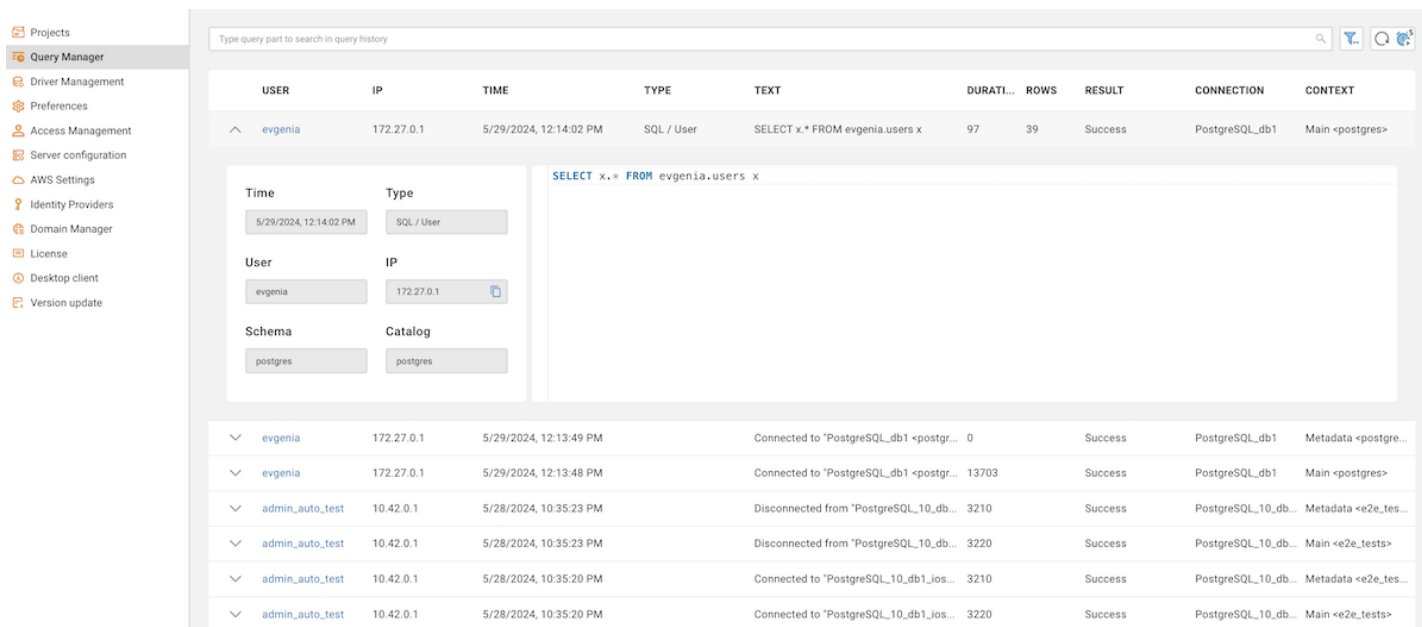 Projects
Query Manager
Driver Management
Preferences
Access Management
Server configuration
AWS Settings
Identity Providers
Domain Manager
License
Desktop client
Version update
Type query part to search in query history
5
USER IP TIME TYPE TEXT DURATI... ROWS RESULT CONNECTION CONTEXT
evgenia 172.27.0.1 5/29/2024, 12:14:02 PM SQL / User SELECT x.* FROM evgenia.users x 97 39 Success PostgreSQL_db1 Main <postgres>
SELECT x.* FROM evgenia.users x
Time Type
5/29/2024, 12:14:02 PM SQL / User
User IP
evgenia 172.27.0.1
Schema Catalog
postgres postgres
evgenia 172.27.0.1 5/29/2024, 12:13:49 PM Connected to "PostgreSQL_db1 <postgr... 0 Success PostgreSQL_db1 Metadata <postgre...
evgenia 172.27.0.1 5/29/2024, 12:13:48 PM Connected to "PostgreSQL_db1 <postgr... 13703 Success PostgreSQL_db1 Main <postgres>
admin_auto_test 10.42.0.1 5/28/2024, 10:35:23 PM Disconnected from "PostgreSQL_10_db... 3210 Success PostgreSQL_10_db... Metadata <e2e_tes...
admin_auto_test 10.42.0.1 5/28/2024, 10:35:23 PM Disconnected from "PostgreSQL_10_db... 3220 Success PostgreSQL_10_db... Main <e2e_tests>
admin_auto_test 10.42.0.1 5/28/2024, 10:35:20 PM Connected to "PostgreSQL_10_db1_ios... 3210 Success PostgreSQL_10_db... Metadata <e2e_tes...
admin_auto_test 10.42.0.1 5/28/2024, 10:35:20 PM Connected to "PostgreSQL_10_db1_ios... 3220 Success PostgreSQL_10_db... Main <e2e_tests>